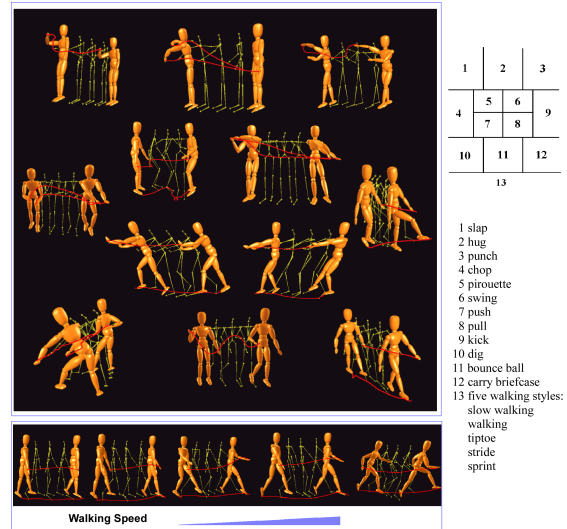 1 2 3
4 5 6 9
7 8
10 11 12
13
1 slap
2 hug
3 punch
4 chop
5 pirouette
6 swing
7 push
8 pull
9 kick
10 dig
11 bounce ball
12 carry briefcase
13 five walking styles:
slow walking
walking
tiptoe
stride
sprint
Walking Speed